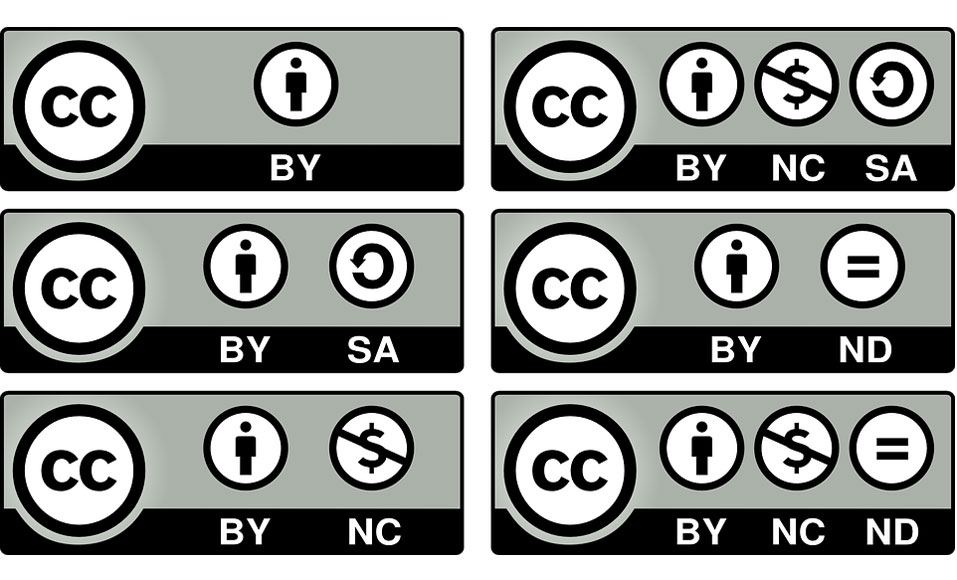 CC
BY
CC $
BY NC SA
CC
BY SA
CC =
BY ND
CC $
BY NC
CC $ =
BY NC ND